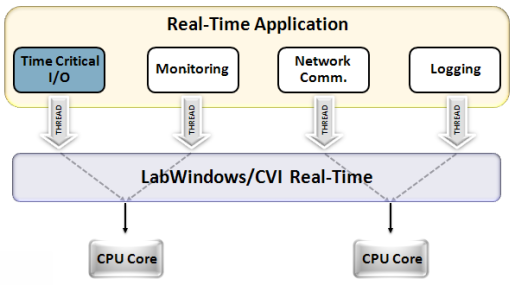 Real-Time Application
Time Critical
I/O
Monitoring
Network
Comm.
Logging
THREAD
THREAD
THREAD
THREAD
LabWindows/CVI Real-Time
CPU Core
CPU Core